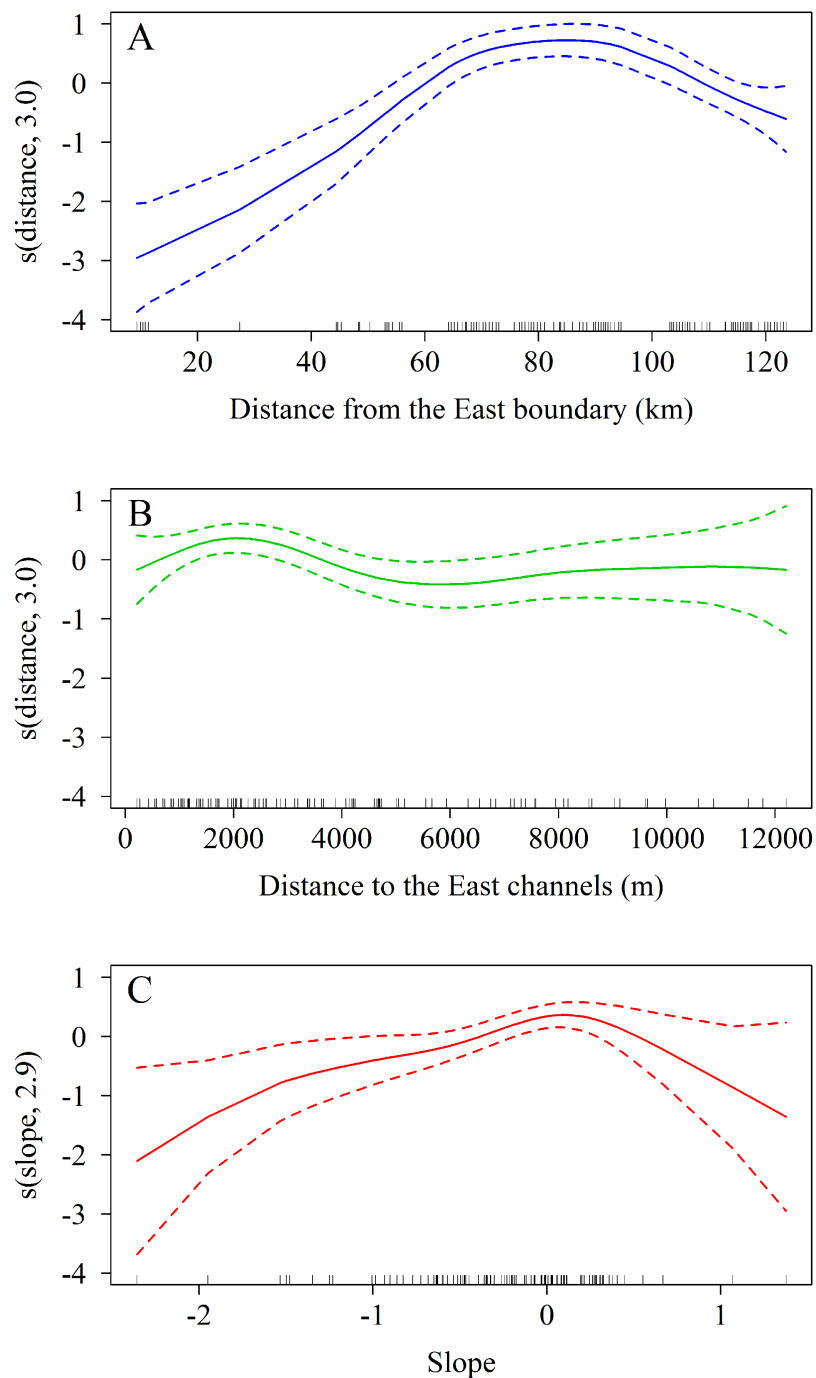 A
s(distance, 3.0)
1
0
-1
-2
-3
-4
20 40 60 80 100 120
Distance from the East boundary (km)
B
s(distance, 3.0)
1
0
-1
-2
-3
-4
0 2000 4000 6000 8000 10000 12000
Distance to the East channels (m)
C
s(slope, 2.9)
1
0
-1
-2
-3
-4
-2 -1 0 1
Slope